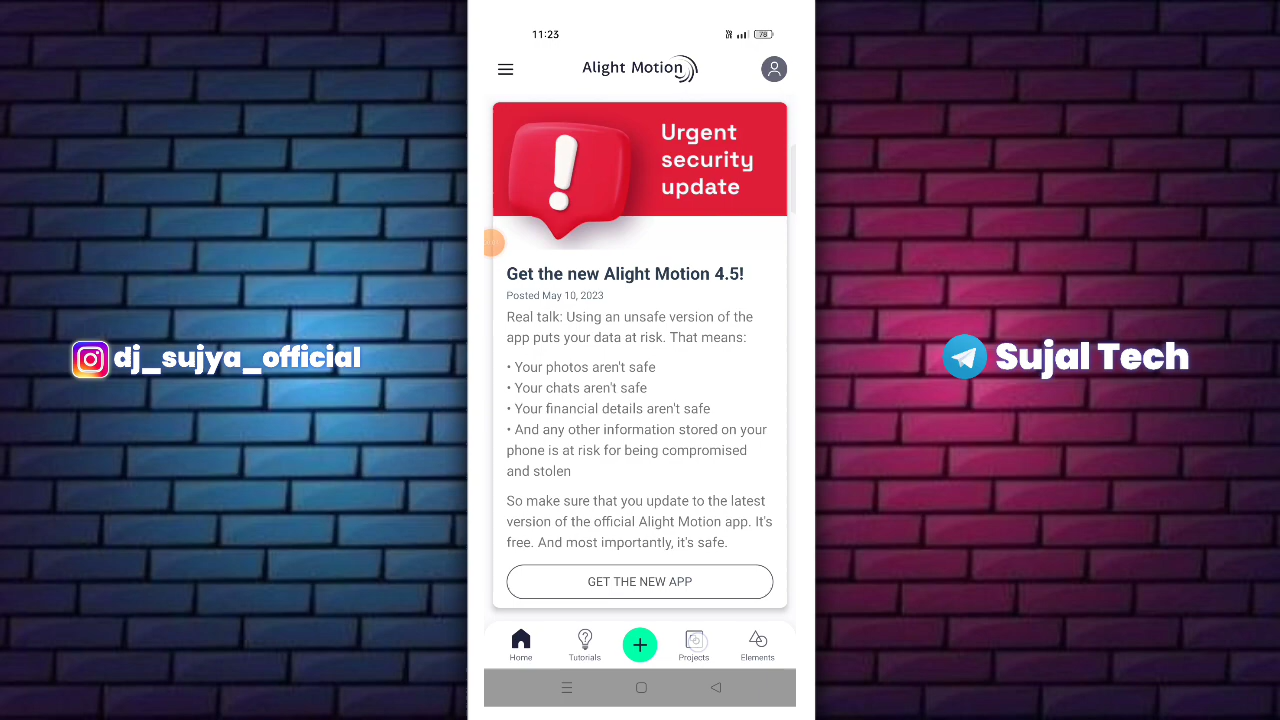 11:23
78
Alight Motion
Urgent
security
update
Get the new Alight Motion 4.5!
Posted May 10, 2023
Real talk: Using an unsafe version of the
app puts your data at risk. That means:
• Your photos aren't safe
• Your chats aren't safe
• Your financial details aren't safe
• And any other information stored on your
phone is at risk for being compromised
and stolen
So make sure that you update to the latest
version of the official Alight Motion app. It's
free. And most importantly, it's safe.
GET THE NEW APP
Home
Tutorials
Projects
Elements
dj_sujya_official
Sujal Tech